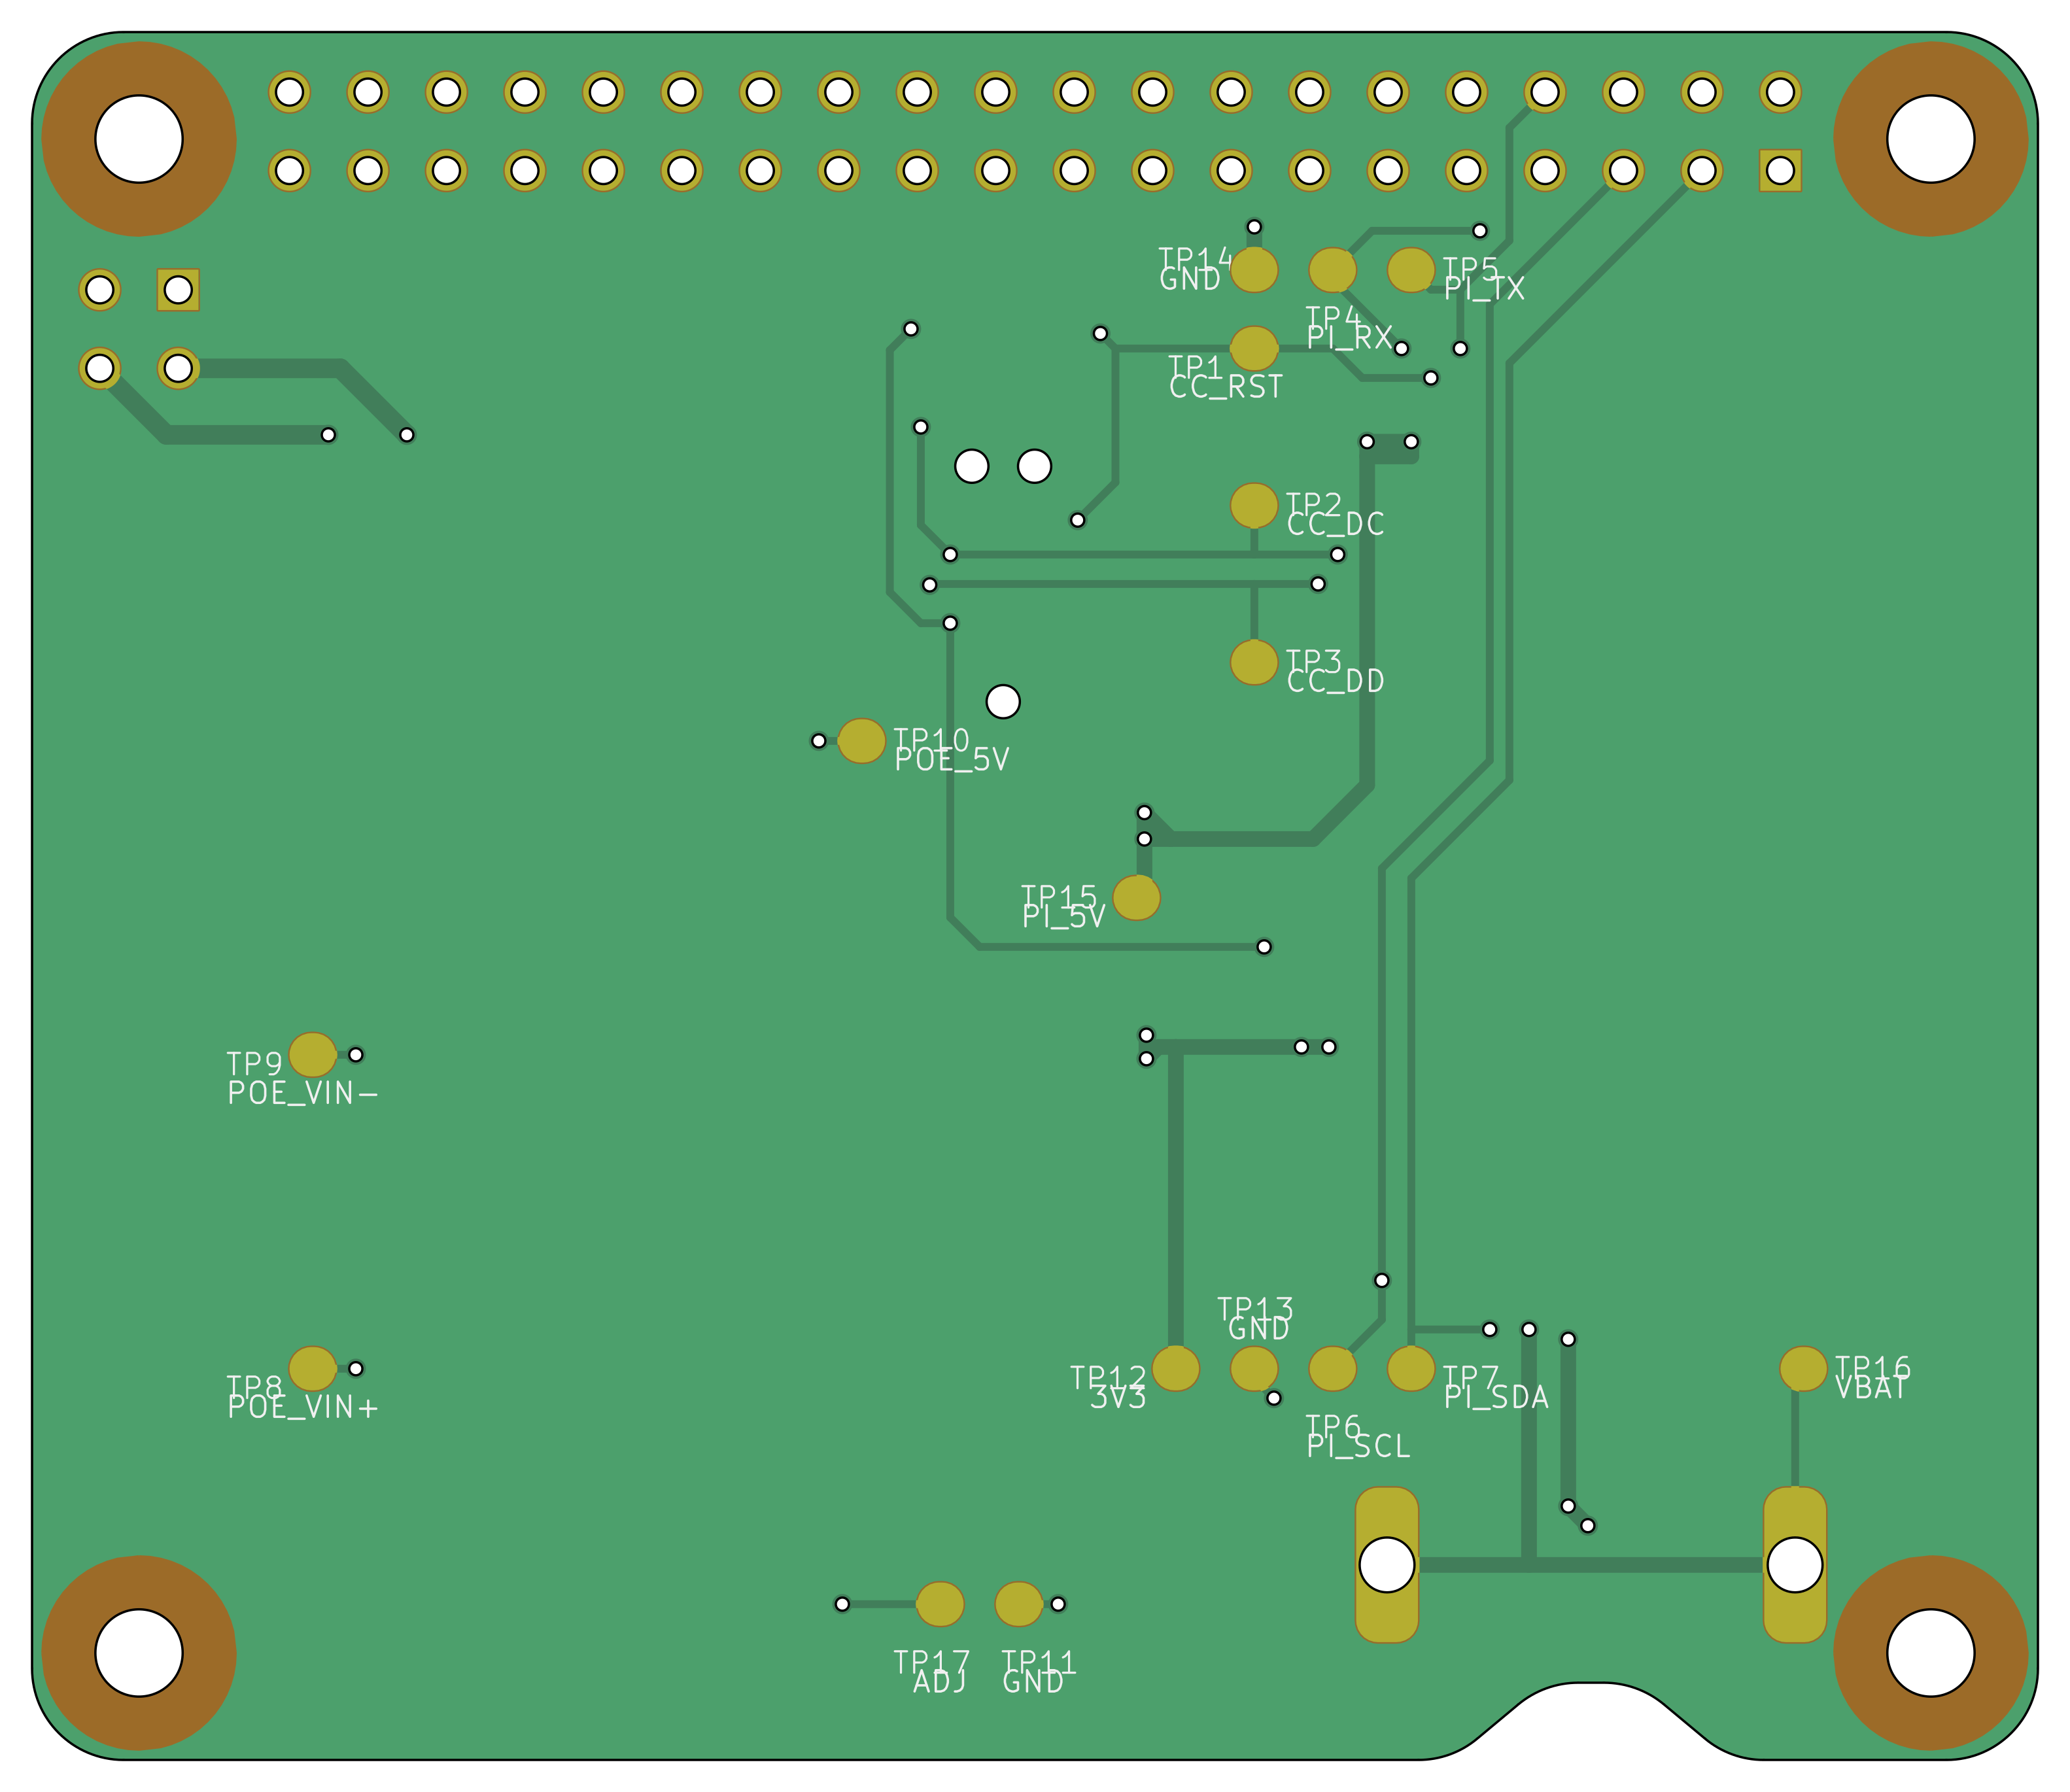 TP14
GND
TP5
PI_TX
TP4
PI_RX
TP1
CC_RST
TP2
CC_DC
TP3
CC_DD
TP10
POE_5V
TP15
PI_5V
TP9
POE_VIN-
TP13
GND
TP8
POE_VIN+
TP12
3V3
TP7
PI_SDA
TP16
VBAT
TP6
PI_SCL
TP17
ADJ
TP11
GND